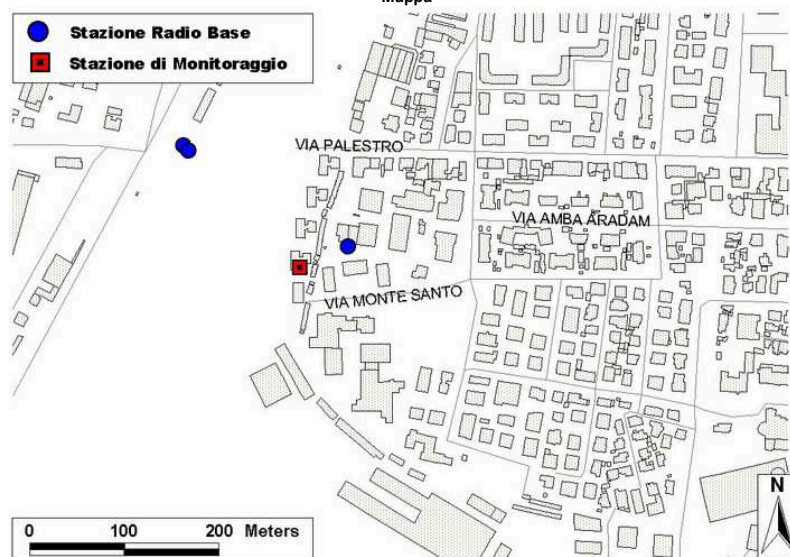 Mappa
Stazione Radio Base
Stazione di Monitoraggio
VIA PALESTRO
VIA AMBA ARADAM
VIA MONTE SANTO
0 100 200 Meters
N